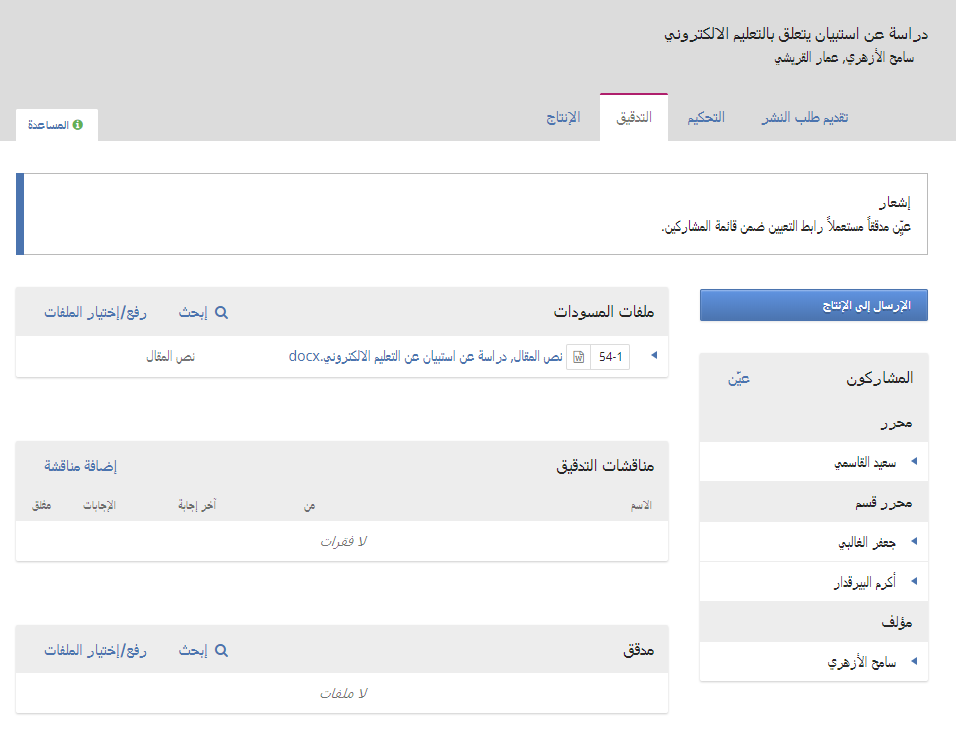 دراسة عن استبيان يتعلق بالتعليم الالكتروني
سامح الأزهري, عمار القريشي
تقديم طلب النشر
التحكيم
التدقيق
الإنتاج
المساعدة
إشعار
عيّن مدققاً مستعملاً رابط التعيين ضمن قائمة المشاركين.
الإرسال إلى الإنتاج
المشاركون
عيّن
محرر
سعيد القاسمي
محرر قسم
جعفر الغالبي
أكرم البيرقدار
مؤلف
سامح الأزهري
ملفات المسودات
إبحث
رفع/إختيار الملفات
54-1 نص المقال, دراسة عن استبيان عن التعليم الالكتروني.docx
نص المقال
مناقشات التدقيق
إضافة مناقشة
الاسم من آخر إجابة الإجابات مغلق
لا فقرات
مدقق
إبحث
رفع/إختيار الملفات
لا ملفات